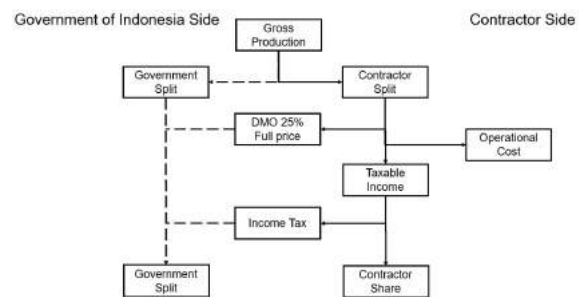 Government of Indonesia Side
Contractor Side
Gross
Production
Government
Split
Contractor
Split
DMO 25%
Full price
Operational
Cost
Taxable
Income
Income Tax
Government
Split
Contractor
Share